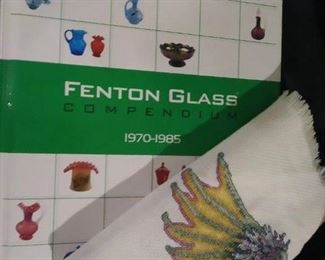 FENTON GLASS
COMPENDIUM
1970-1985